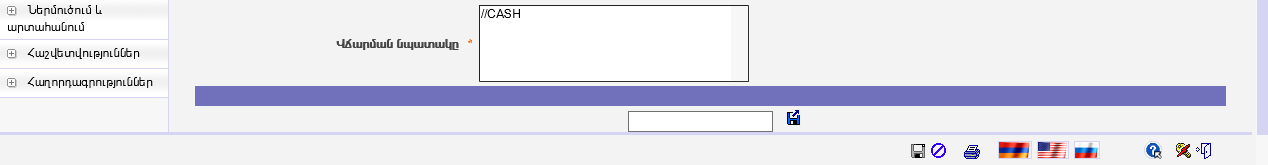 Ներմուծում և
արտահանում
Հաշվետվություններ
Հաղորդագրություններ
Վճարման նպատակը *
//CASH